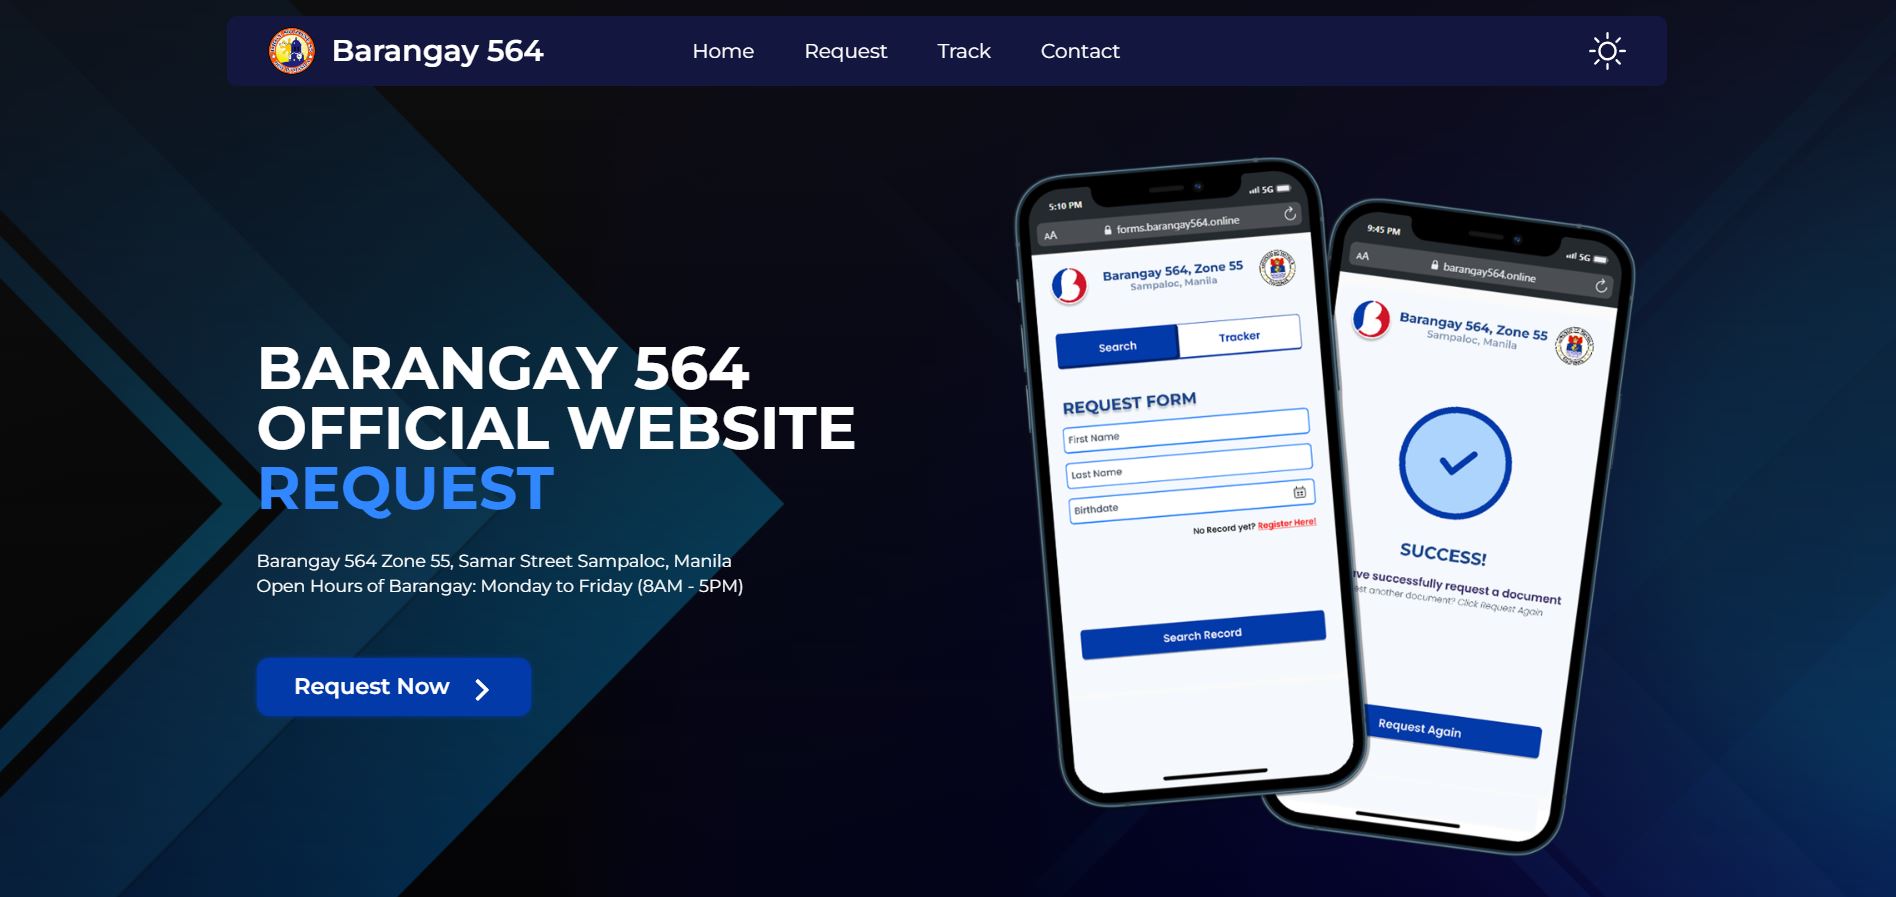 Barangay 564
Home
Request
Track
Contact
BARANGAY 564
OFFICIAL WEBSITE
REQUEST
Barangay 564 Zone 55, Samar Street Sampaloc, Manila
Open Hours of Barangay: Monday to Friday (8AM - 5PM)
Request Now
5:10 PM
5G
AA
forms.barangay564.online
Barangay 564, Zone 55
Sampaloc, Manila
Search
Tracker
REQUEST FORM
First Name
Last Name
Birthdate
No Record yet? Register Here!
Search Record
9:45 PM
5G
AA
barangay564.online
Barangay 564, Zone 55
Sampaloc, Manila
SUCCESS!
successfully request a document
another document? Click Request Again
Request Again